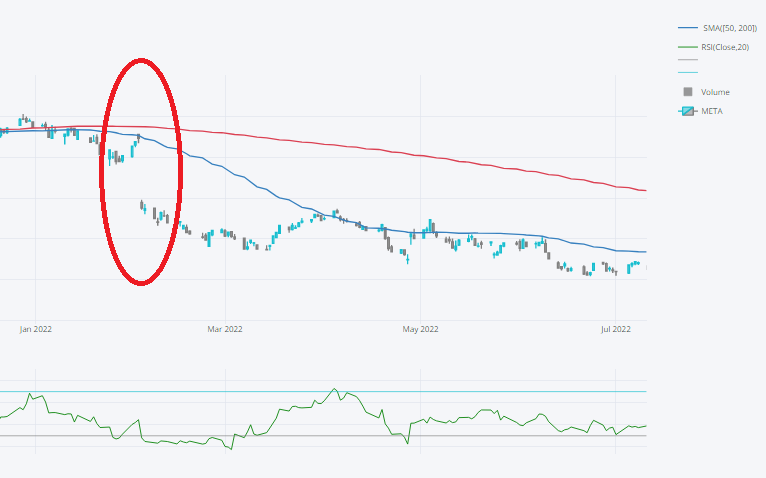 SMA([50, 200])
RSI(Close,20)
Volume
META
Jan 2022
Mar 2022
May 2022
Jul 2022